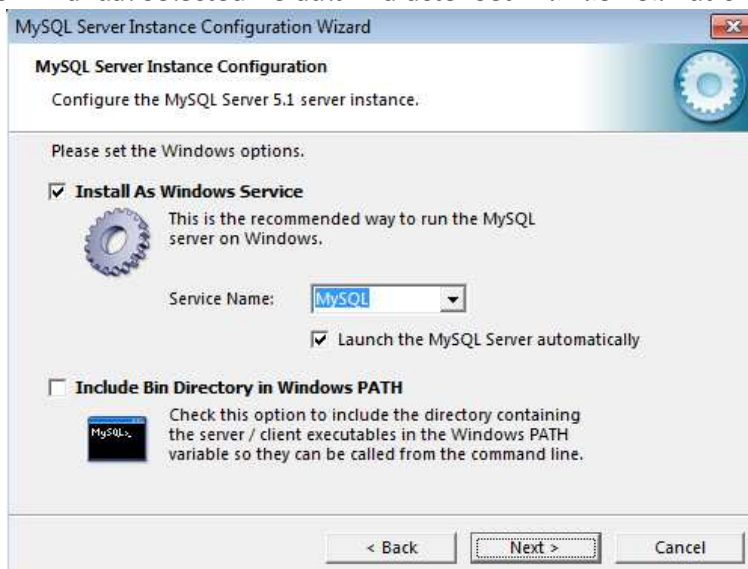 MySQL Server Instance Configuration Wizard
MySQL Server Instance Configuration
Configure the MySQL Server 5.1 server instance.
Please set the Windows options.
Install As Windows Service
This is the recommended way to run the MySQL
server on Windows.
Service Name: MySQL
Launch the MySQL Server automatically
Include Bin Directory in Windows PATH
MySQL>_
Check this option to include the directory containing
the server / client executables in the Windows PATH
variable so they can be called from the command line.
< Back Next > Cancel